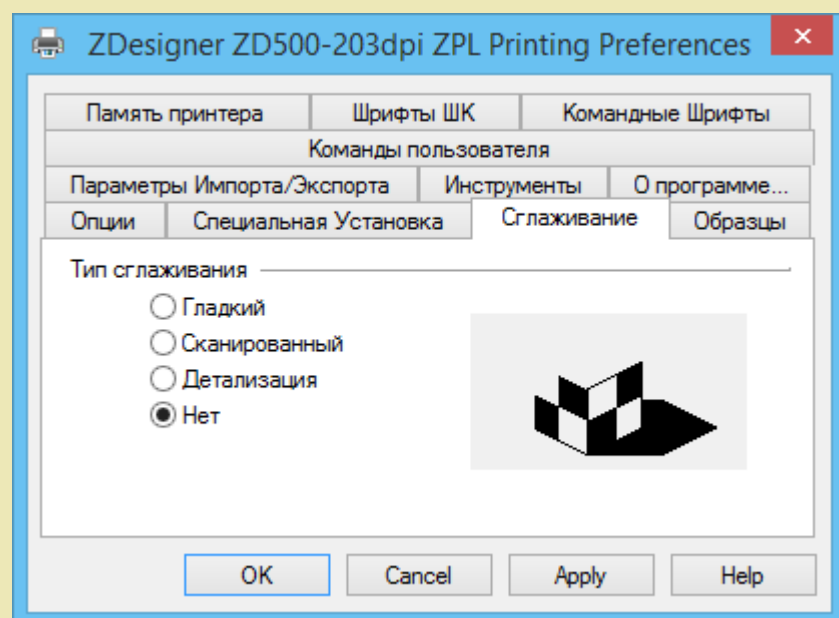 ZDesigner ZD500-203dpi ZPL Printing Preferences
Память принтера Шрифты ШК Командные Шрифты
Команды пользователя
Параметры Импорта/Экспорта Инструменты О программе...
Опции Специальная Установка Сглаживание Образцы
Тип сглаживания
Гладкий
Сканированный
Детализация
Нет
OK Cancel Apply Help